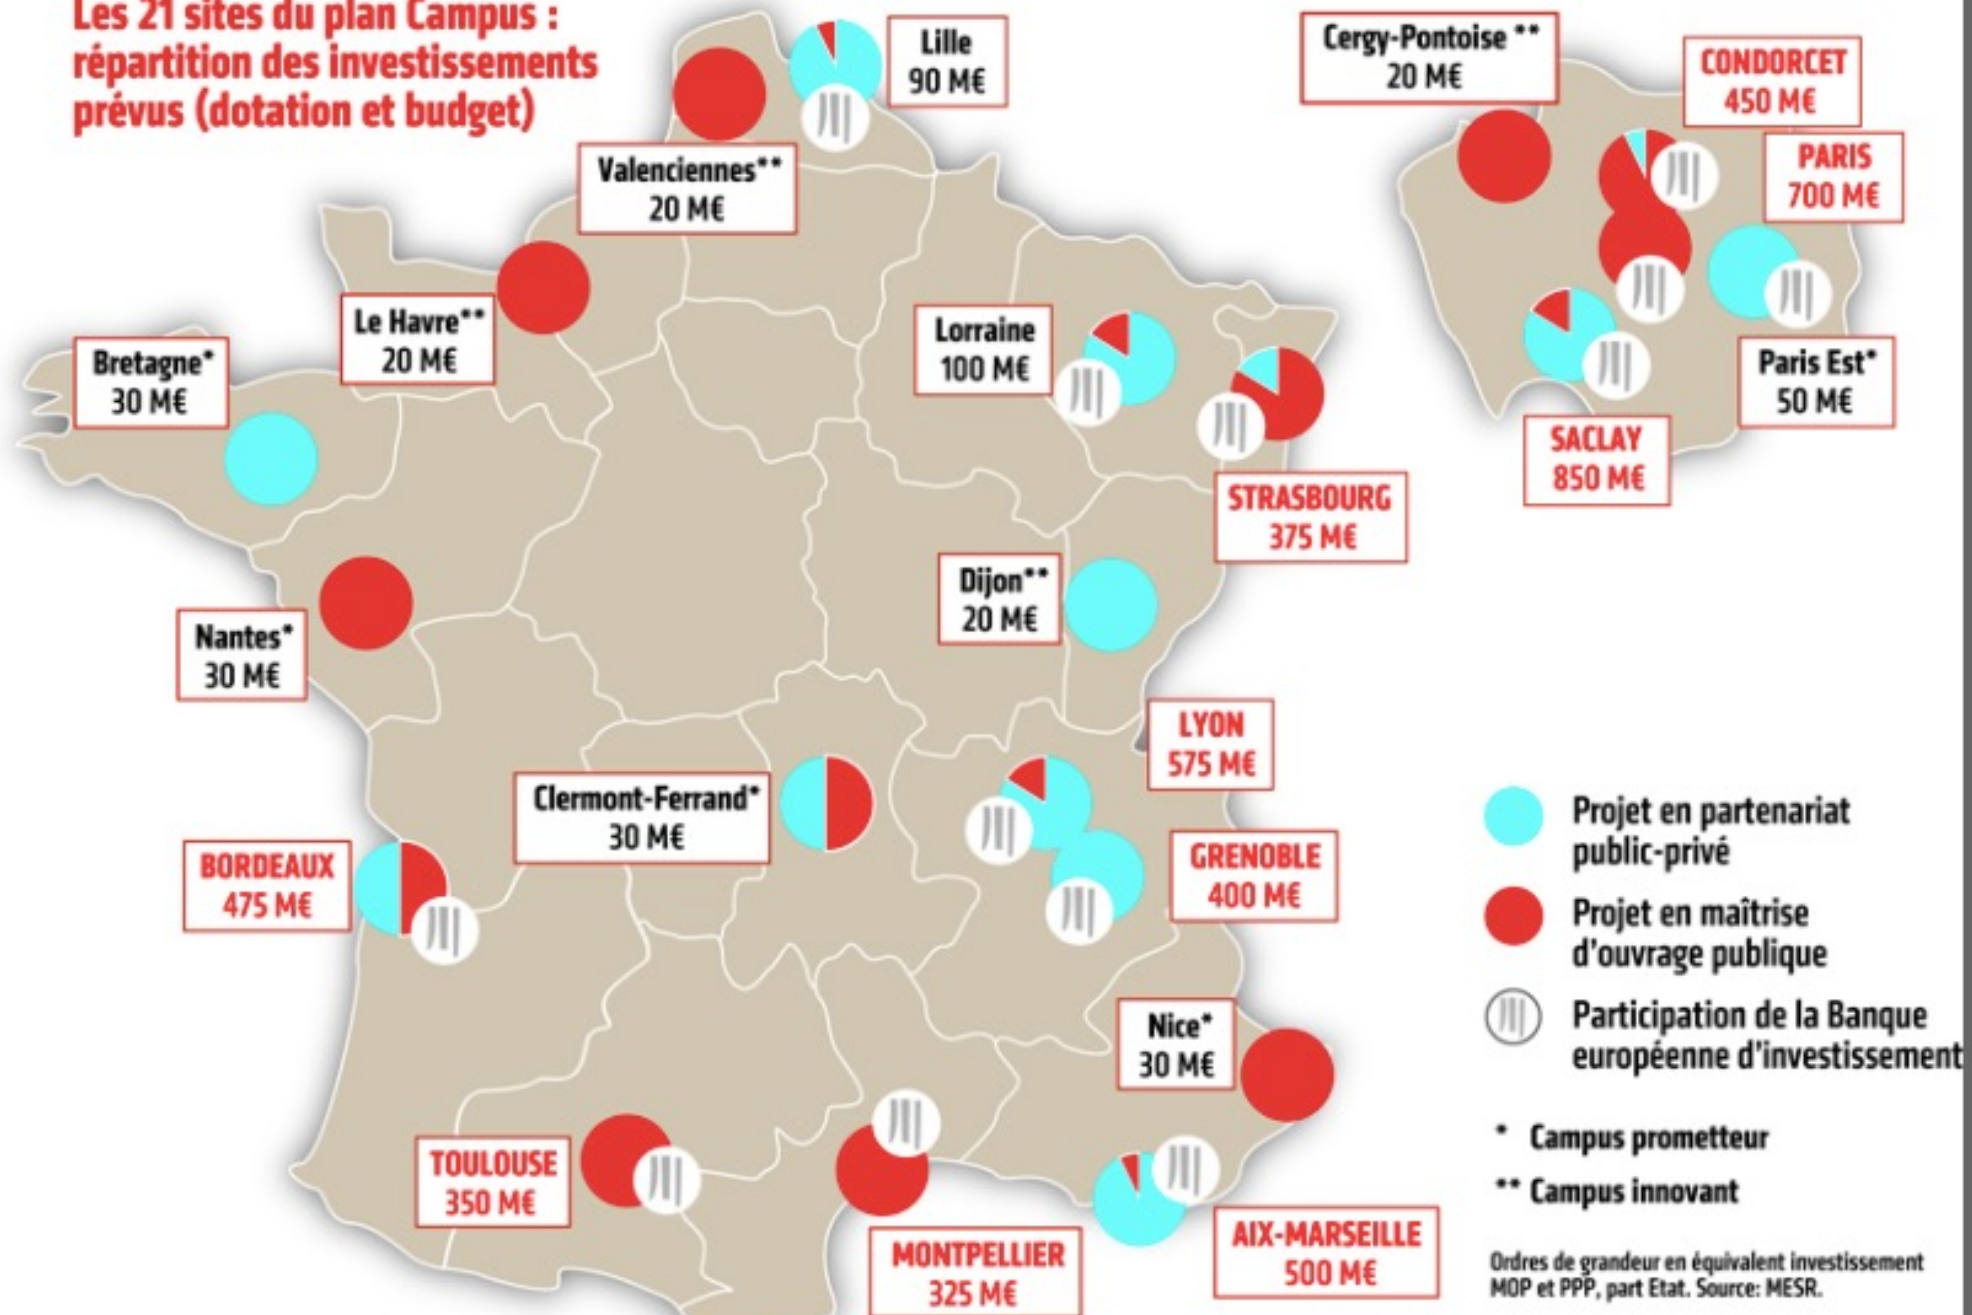 Les 21 sites du plan Campus :
répartition des investissements
prévus (dotation et budget)
Lille
90 M€
Valenciennes**
20 M€
Le Havre**
20 M€
Bretagne*
30 M€
Nantes*
30 M€
Lorraine
100 M€
STRASBOURG
375 M€
Dijon**
20 M€
Cergy-Pontoise **
20 M€
CONDORCET
450 M€
PARIS
700 M€
Paris Est*
50 M€
SACLAY
850 M€
LYON
575 M€
Clermont-Ferrand*
30 M€
GRENOBLE
400 M€
BORDEAUX
475 M€
Nice*
30 M€
TOULOUSE
350 M€
MONTPELLIER
325 M€
AIX-MARSEILLE
500 M€
Projet en partenariat
public-privé
Projet en maîtrise
d'ouvrage publique
Participation de la Banque
européenne d'investissement
* Campus prometteur
** Campus innovant
Ordres de grandeur en équivalent investissement
MOP et PPP, part Etat. Source: MESR.